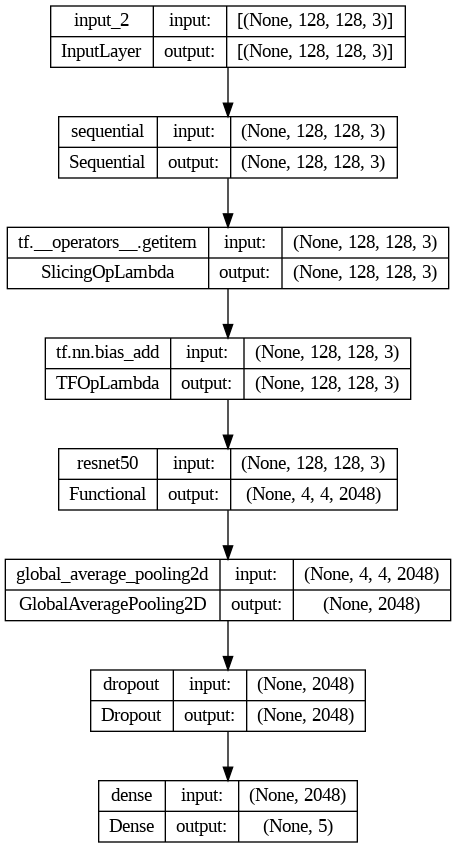 input_2 input: [(None, 128, 128, 3)]
InputLayer output: [(None, 128, 128, 3)]
sequential input: (None, 128, 128, 3)
Sequential output: (None, 128, 128, 3)
tf.__operators__.getitem input: (None, 128, 128, 3)
SlicingOpLambda output: (None, 128, 128, 3)
tf.nn.bias_add input: (None, 128, 128, 3)
TFOpLambda output: (None, 128, 128, 3)
resnet50 input: (None, 128, 128, 3)
Functional output: (None, 4, 4, 2048)
global_average_pooling2d input: (None, 4, 4, 2048)
GlobalAveragePooling2D output: (None, 2048)
dropout input: (None, 2048)
Dropout output: (None, 2048)
dense input: (None, 2048)
Dense output: (None, 5)